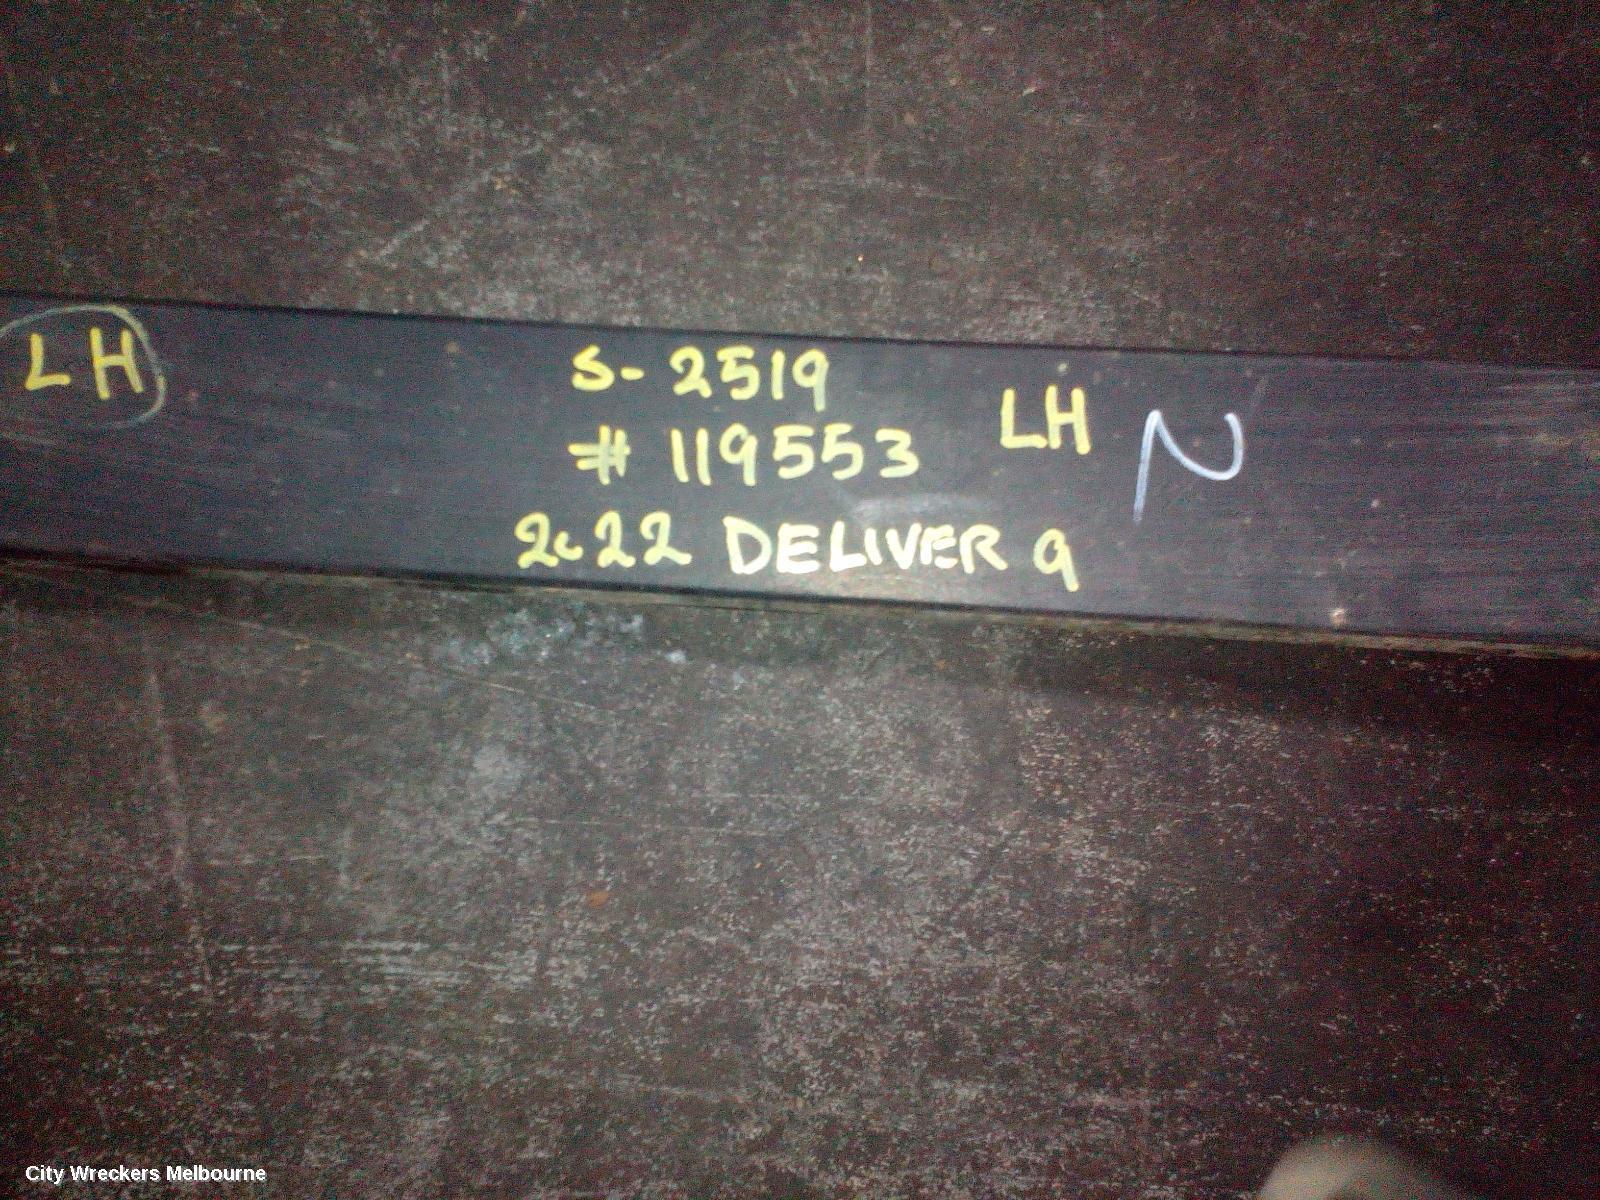 LH
S-2519
# 119553
LH
N
2022 DELIVER 9
City Wreckers Melbourne